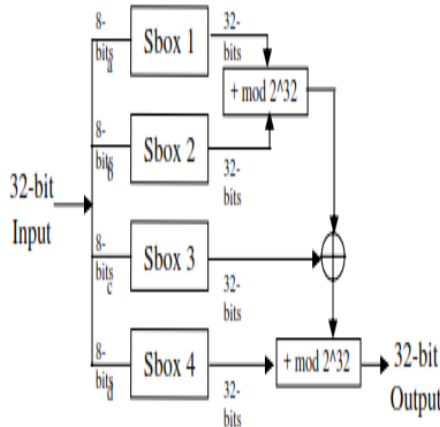 8-
bits
a
Sbox 1
32-
bits
+ mod 2^32
8-
bits
b
Sbox 2
32-
bits
32-bit
Input
8-
bits
c
Sbox 3
32-
bits
8-
bits
d
Sbox 4
32-
bits
+ mod 2^32
32-bit
Output